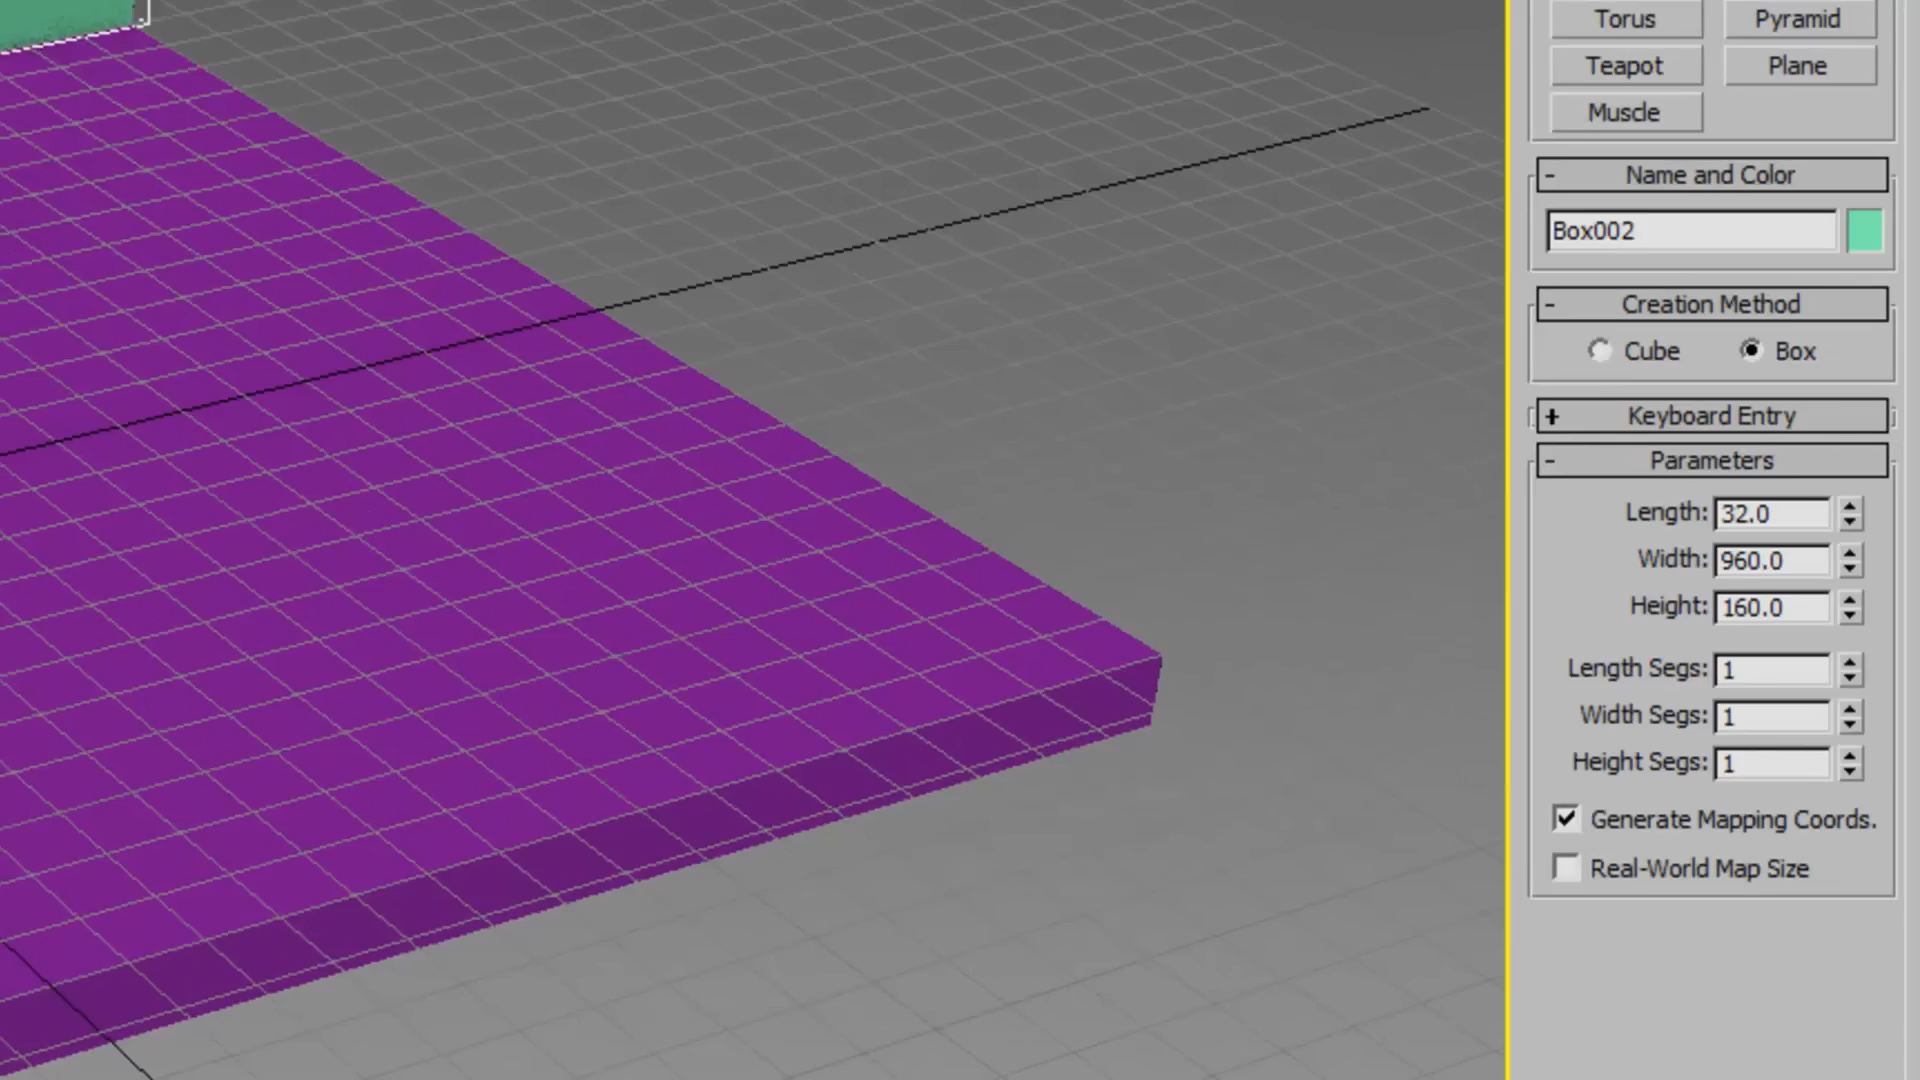 Torus Pyramid
Teapot Plane
Muscle
- Name and Color
Box002
- Creation Method
Cube Box
+ Keyboard Entry
- Parameters
Length: 32.0
Width: 960.0
Height: 160.0
Length Segs: 1
Width Segs: 1
Height Segs: 1
Generate Mapping Coords.
Real-World Map Size